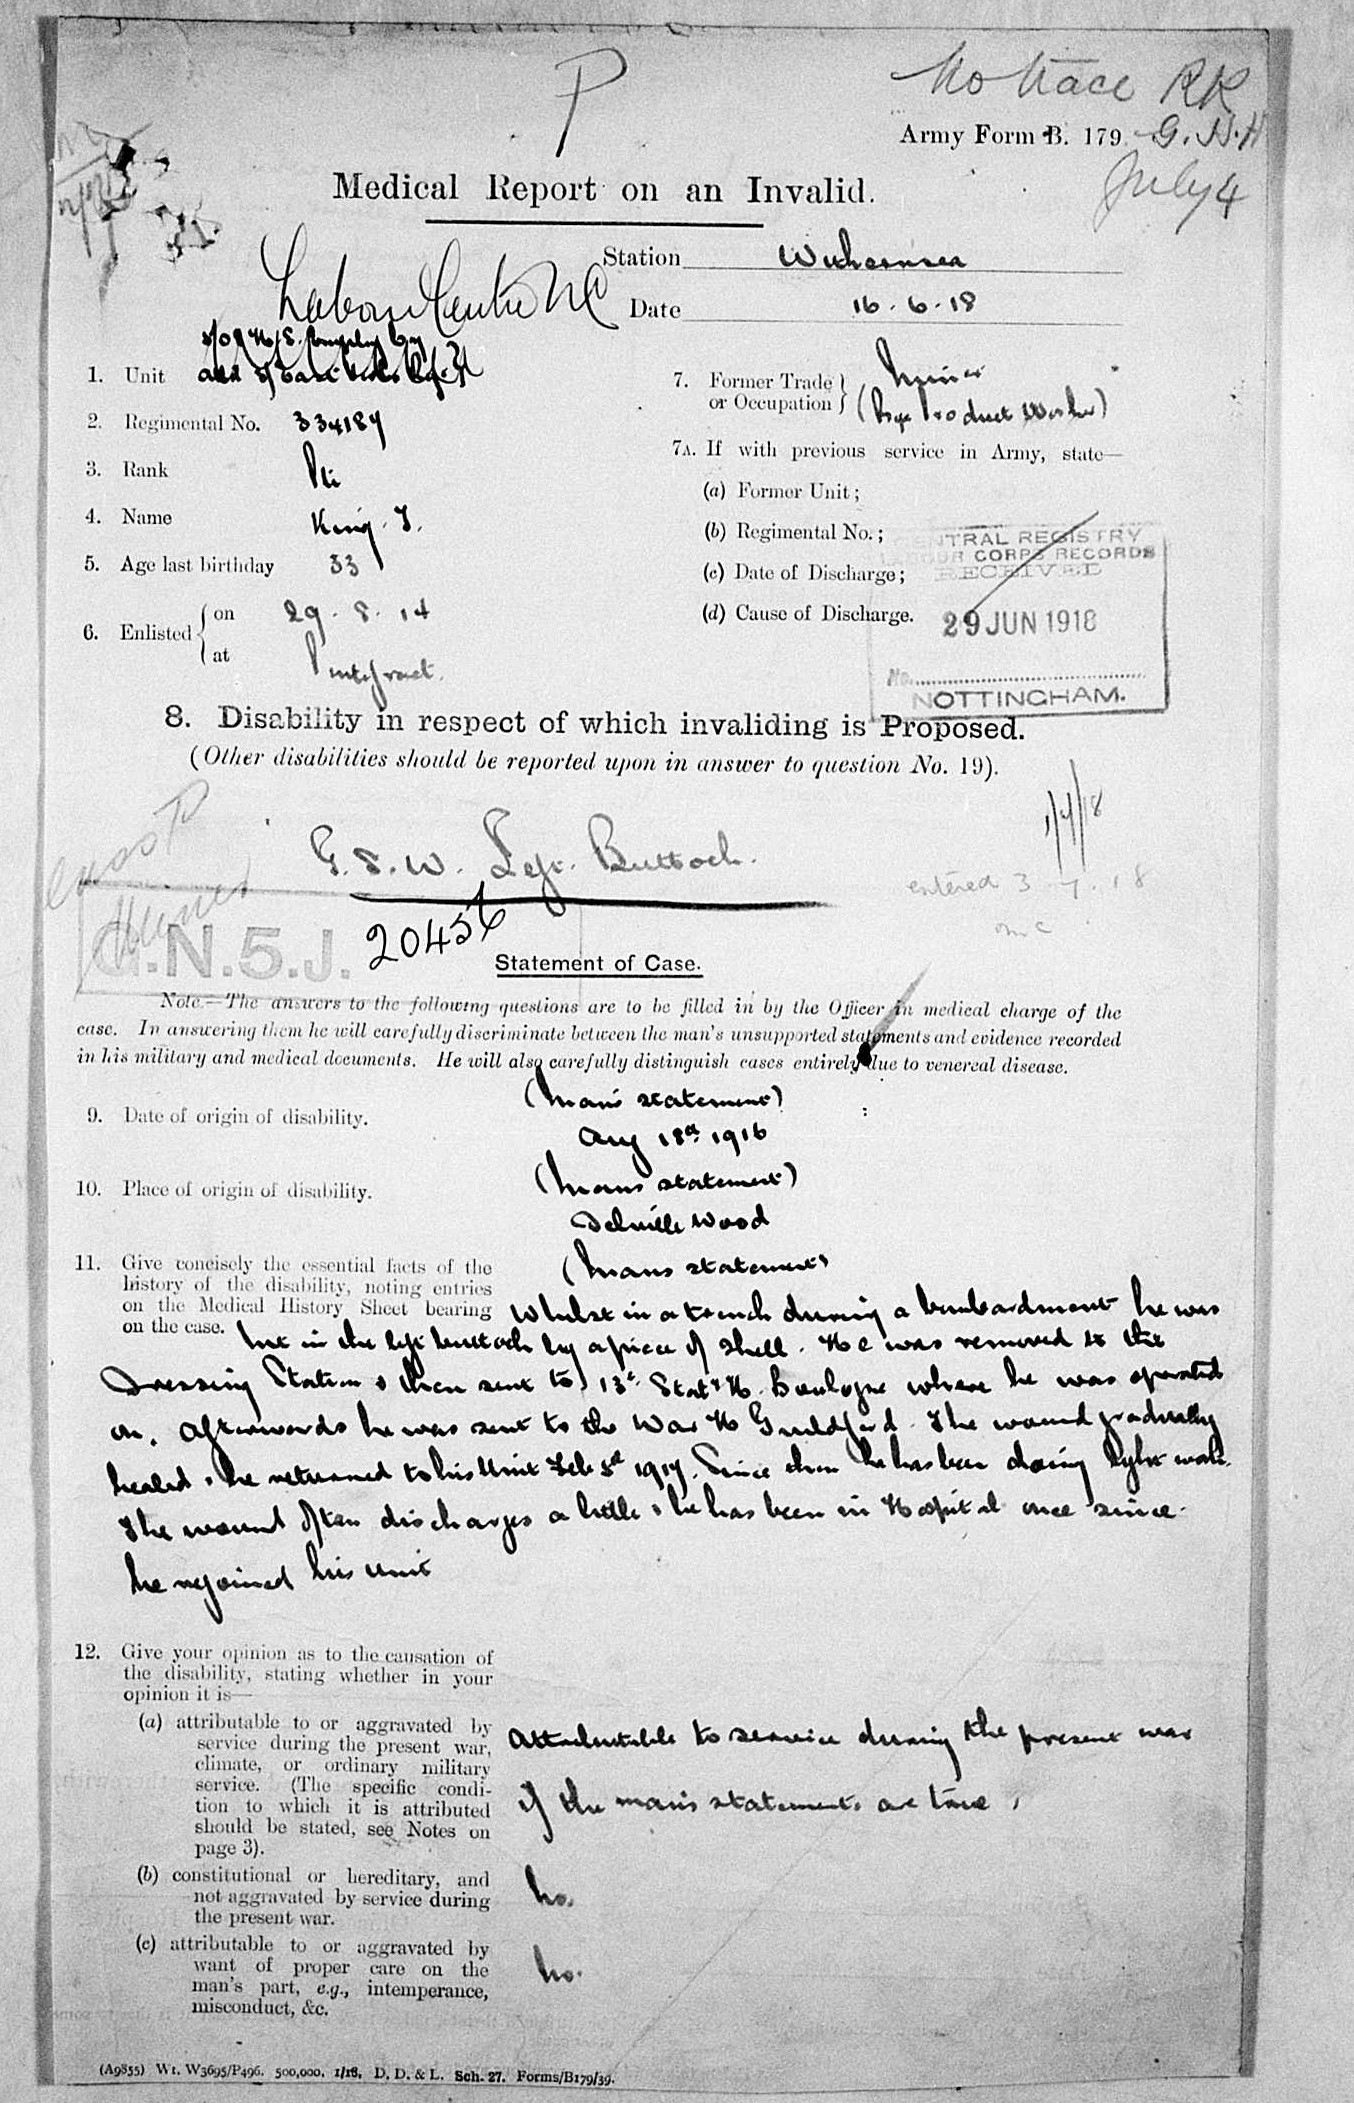 P
No trace RR
Army Form B. 179
G.H.H
July 4
Medical Report on an Invalid.
Station Withernsea
Labour Centre NC
Date 16.6.18
1. Unit
2. Regimental No. 334187
3. Rank Pte
4. Name King. J.
5. Age last birthday 33
6. Enlisted { on 29.8.14
at Pontefract.
7. Former Trade or Occupation } Miner
(Bye Product Worker)
7A. If with previous service in Army, state—
(a) Former Unit;
(b) Regimental No.;
(c) Date of Discharge;
(d) Cause of Discharge.
CENTRAL REGISTRY
LABOUR CORPS RECORDS
RECEIVED
29 JUN 1918
No.
NOTTINGHAM.
8. Disability in respect of which invaliding is Proposed.
(Other disabilities should be reported upon in answer to question No. 19).
G.S.W. Left. Buttock.
1/7/18
entered 3.7.18
G.N.5.J.
20456
Statement of Case.
Note.—The answers to the following questions are to be filled in by the Officer in medical charge of the
case. In answering them he will carefully discriminate between the man's unsupported statements and evidence recorded
in his military and medical documents. He will also carefully distinguish cases entirely due to venereal disease.
(Mans statement)
9. Date of origin of disability.
Aug 18th 1916
(Mans statement)
10. Place of origin of disability.
Delville Wood
(Mans statement)
11. Give concisely the essential facts of the
history of the disability, noting entries
on the Medical History Sheet bearing
on the case.
Whilst in a trench during a bombardment he was
hit in the left buttock by a piece of shell. He was removed to the
Dressing Station & then sent to 13th Stat. H. Boulogne where he was operated
on. Afterwards he was sent to the War H Guildford. The wound gradually
healed & he returned to his Unit Feb 3rd 1917. Since then he has been doing light work.
The wound often discharges a little & he has been in Hospital once since
he rejoined his unit
12. Give your opinion as to the causation of
the disability, stating whether in your
opinion it is—
(a) attributable to or aggravated by
service during the present war,
climate, or ordinary military
service. (The specific condi-
tion to which it is attributed
should be stated, see Notes on
page 3).
Attributable to service during the present war
if the man's statements are true.
(b) constitutional or hereditary, and
not aggravated by service during
the present war.
No.
(c) attributable to or aggravated by
want of proper care on the
man's part, e.g., intemperance,
misconduct, &c.
No.
(A9855) Wt. W3695/P496. 500,000. 1/18. D. D. & L. Sch. 27. Forms/B179/39.